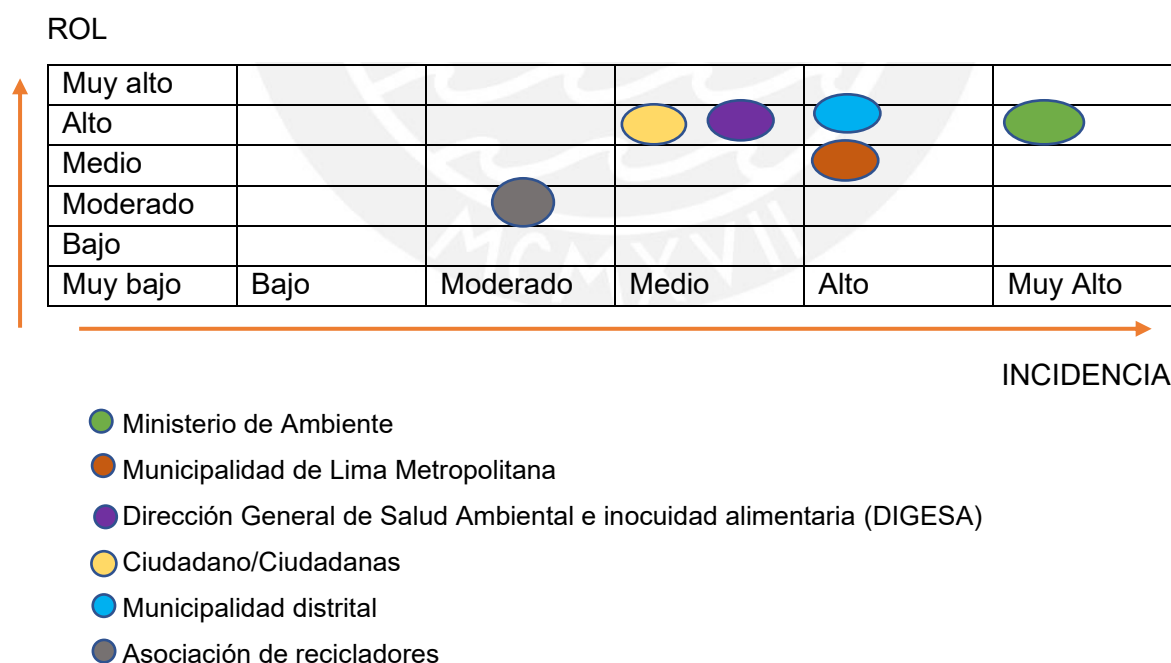 ROL
Muy alto
Alto
Medio
Moderado
Bajo
Muy bajo Bajo Moderado Medio Alto Muy Alto
INCIDENCIA
Ministerio de Ambiente
Municipalidad de Lima Metropolitana
Dirección General de Salud Ambiental e inocuidad alimentaria (DIGESA)
Ciudadano/Ciudadanas
Municipalidad distrital
Asociación de recicladores
MCMXVII